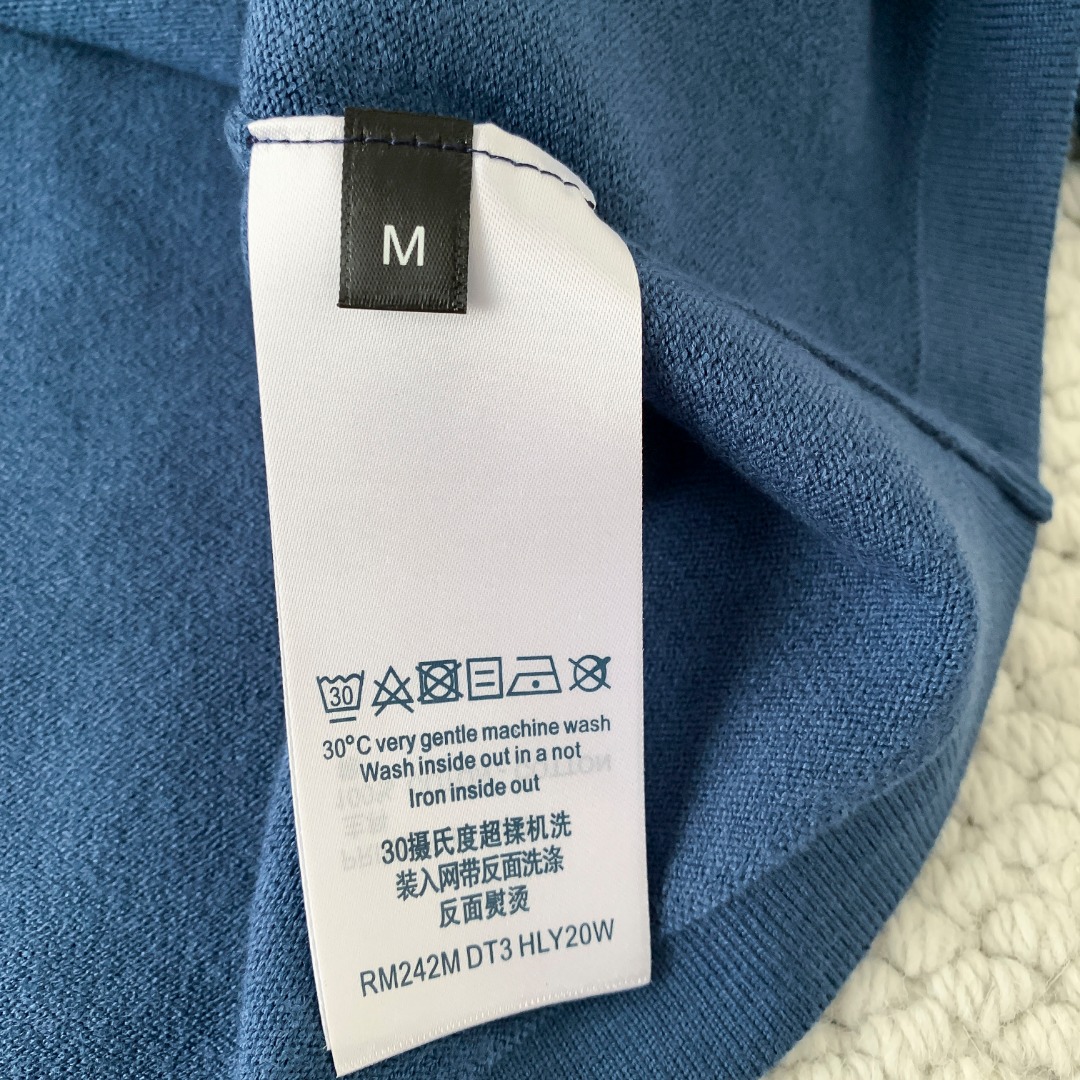 M
30
30°C very gentle machine wash
Wash inside out in a not
Iron inside out
30摄氏度超揉机洗
装入网带反面洗涤
反面熨烫
RM242M DT3 HLY20W